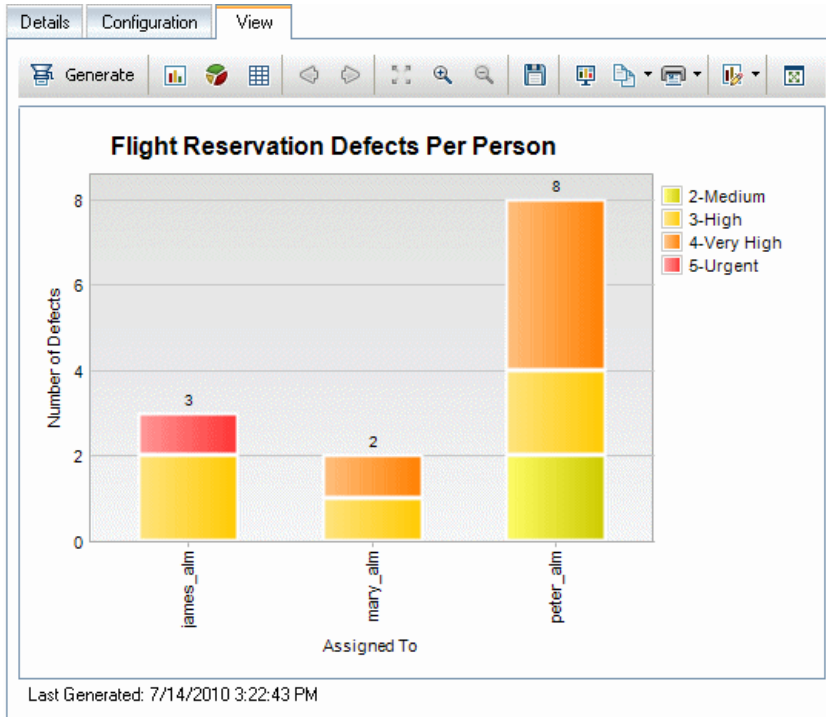 Details Configuration View
Generate
Flight Reservation Defects Per Person
8
6
4
2
0
Number of Defects
3
2
8
2-Medium
3-High
4-Very High
5-Urgent
james_alm
mary_alm
peter_alm
Assigned To
Last Generated: 7/14/2010 3:22:43 PM